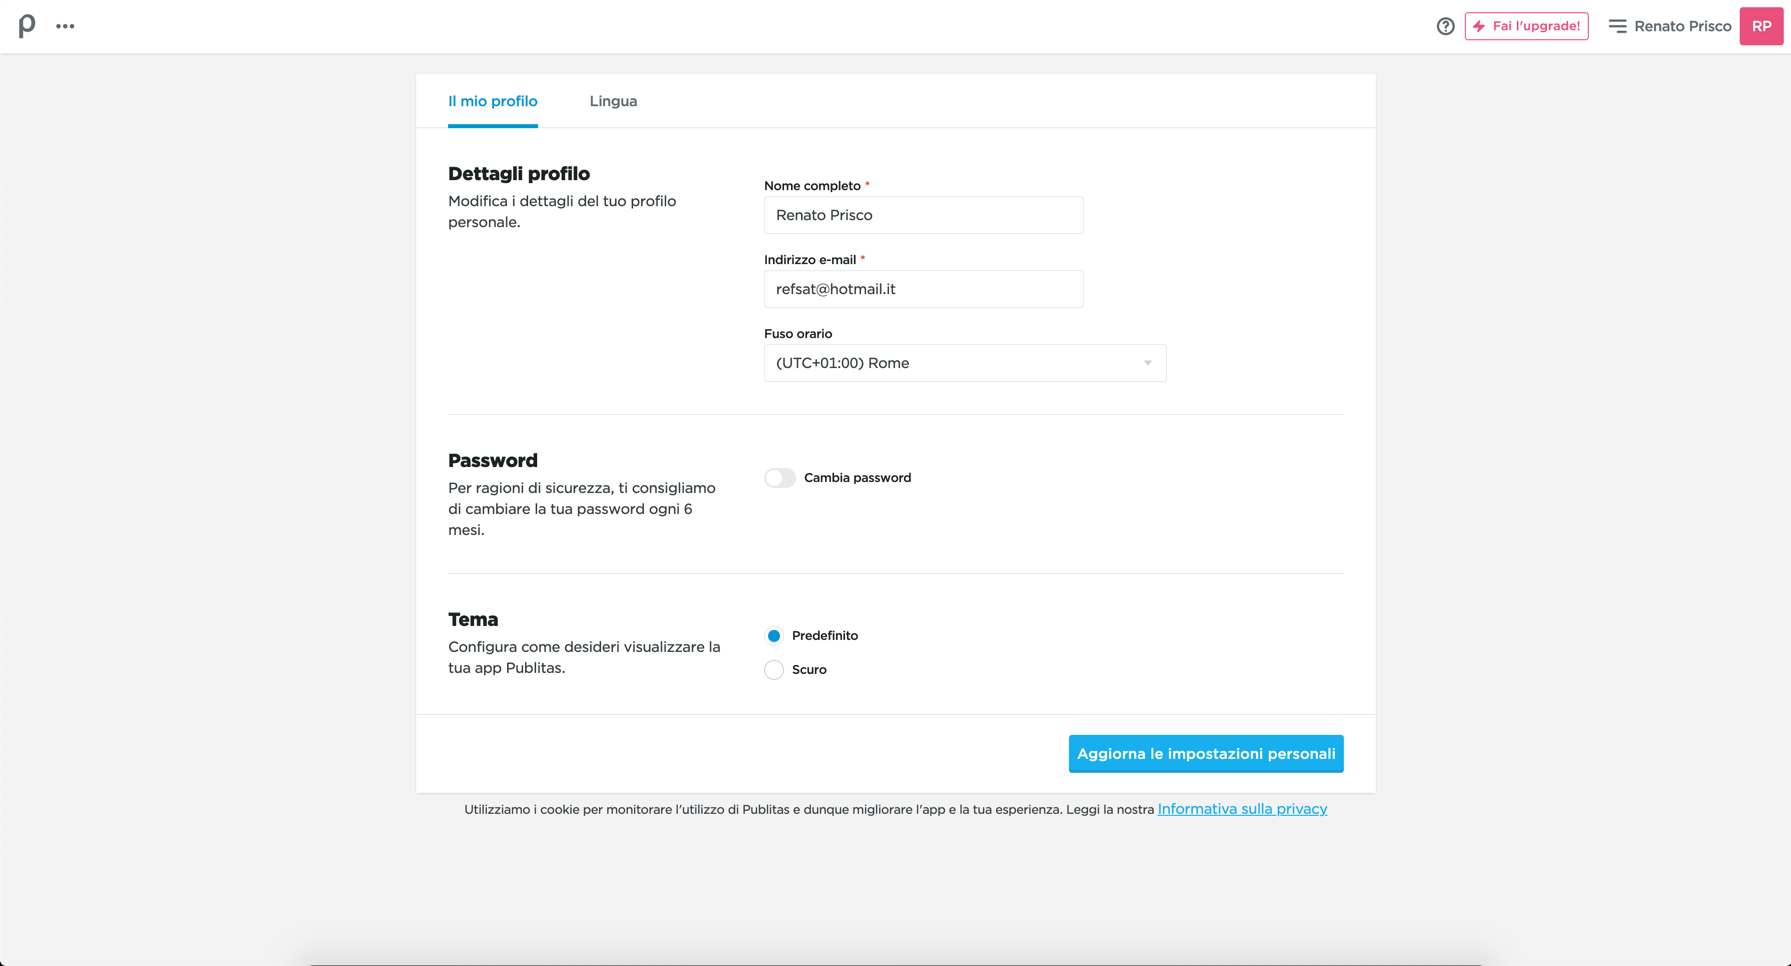 Fai l'upgrade!
Renato Prisco
RP
Il mio profilo
Lingua
Dettagli profilo
Modifica i dettagli del tuo profilo
personale.
Nome completo *
Renato Prisco
Indirizzo e-mail *
refsat@hotmail.it
Fuso orario
(UTC+01:00) Rome
Password
Per ragioni di sicurezza, ti consigliamo
di cambiare la tua password ogni 6
mesi.
Cambia password
Tema
Configura come desideri visualizzare la
tua app Publitas.
Predefinito
Scuro
Aggiorna le impostazioni personali
Utilizziamo i cookie per monitorare l'utilizzo di Publitas e dunque migliorare l'app e la tua esperienza. Leggi la nostra Informativa sulla privacy